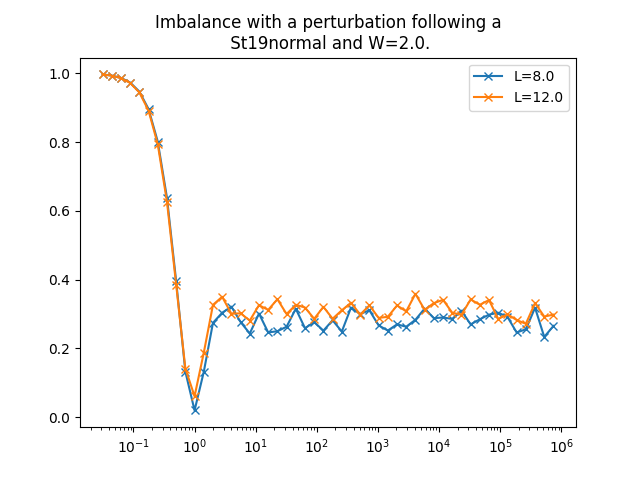 Imbalance with a perturbation following a
St19normal and W=2.0.
1.0
0.8
0.6
0.4
0.2
0.0
L=8.0
L=12.0
10⁻¹ 10⁰ 10¹ 10² 10³ 10⁴ 10⁵ 10⁶